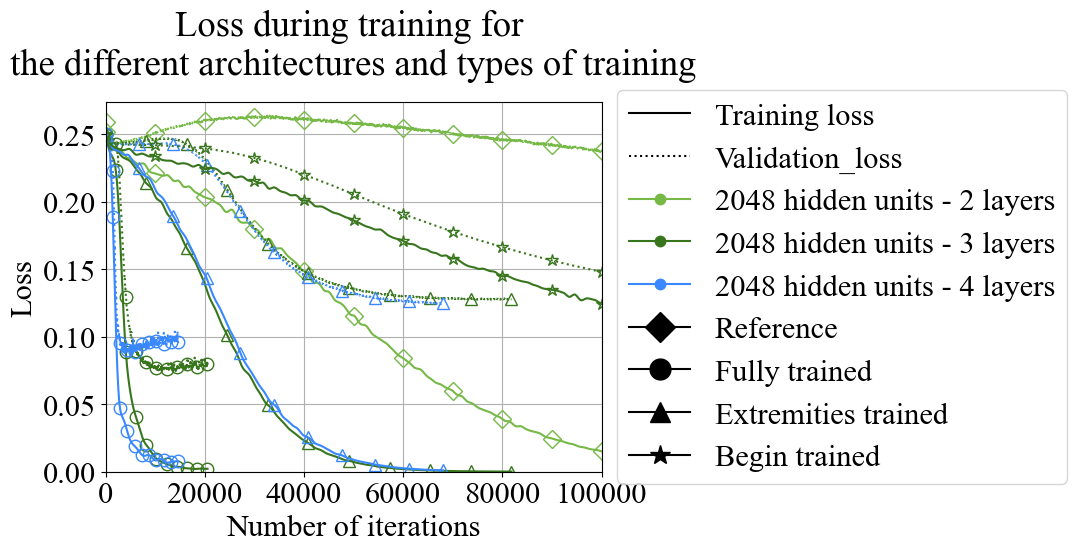 Loss during training for
the different architectures and types of training
Loss
0.25
0.20
0.15
0.10
0.05
0.00
0
20000
40000
60000
80000
100000
Number of iterations
Training loss
Validation_loss
2048 hidden units - 2 layers
2048 hidden units - 3 layers
2048 hidden units - 4 layers
Reference
Fully trained
Extremities trained
Begin trained